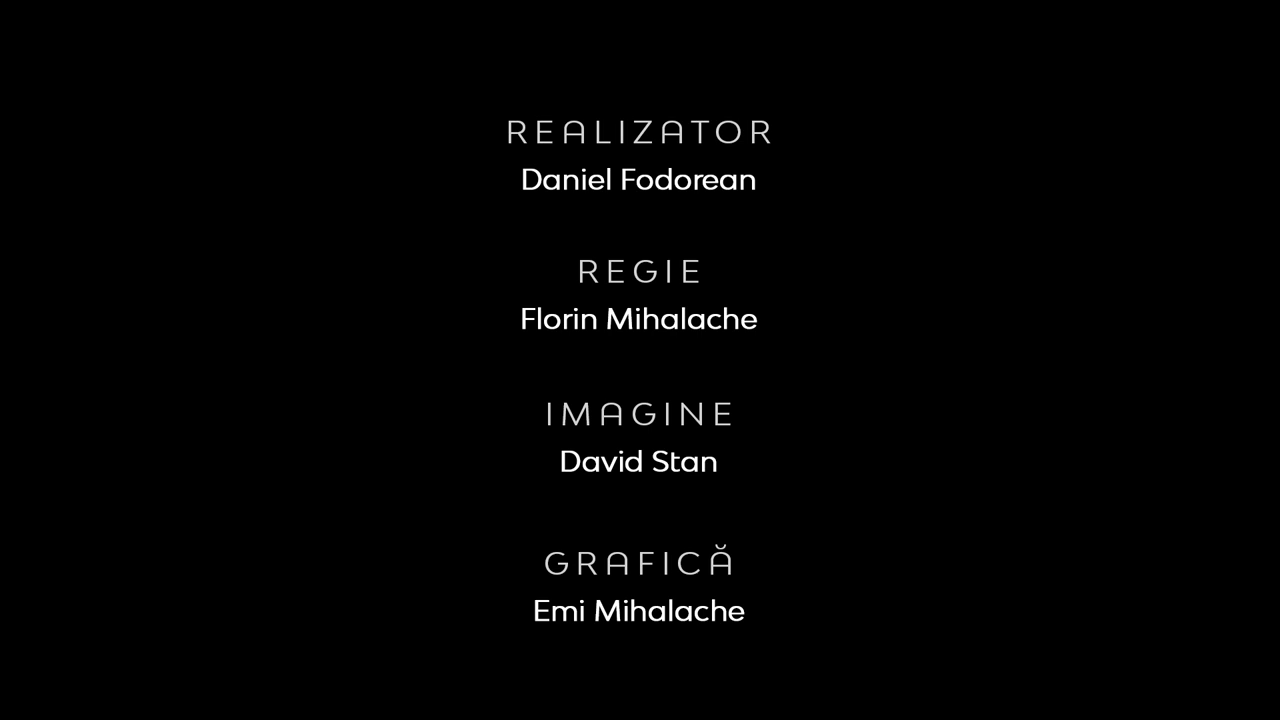 REALIZATOR
Daniel Fodorean
REGIE
Florin Mihalache
IMAGINE
David Stan
GRAFICĂ
Emi Mihalache